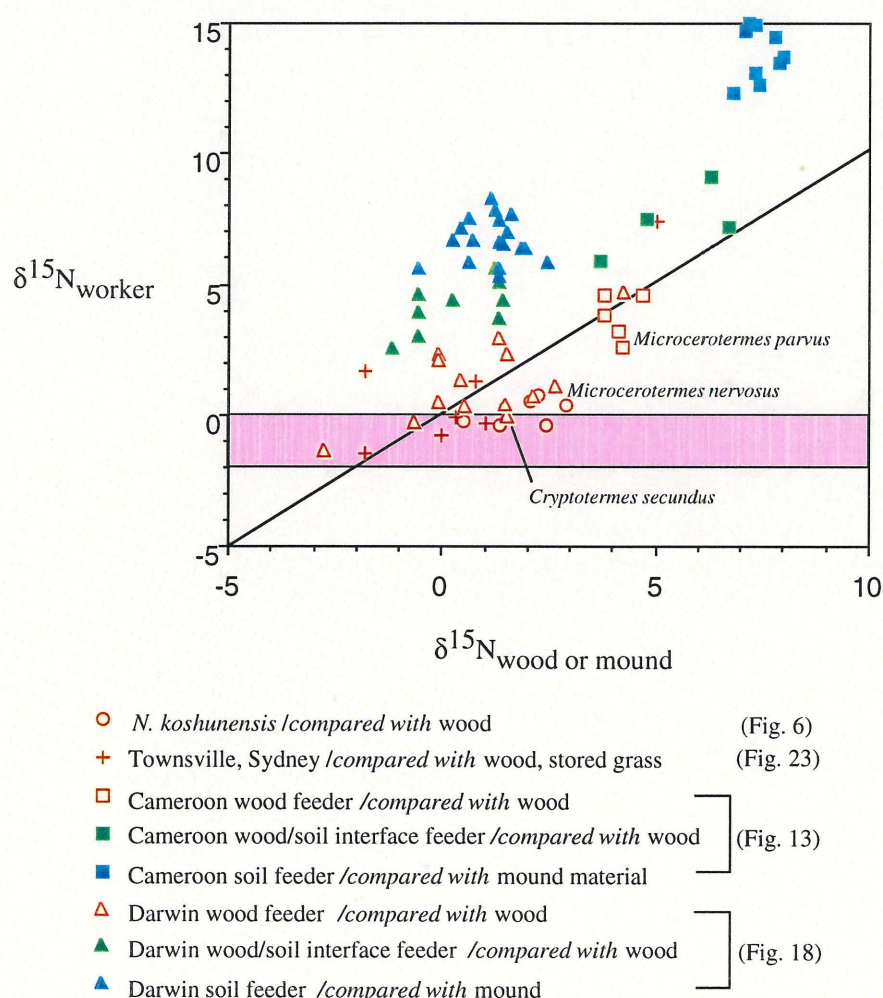 15
10
5
0
-5
-5
0
5
10
δ15Nworker
Microcerotermes parvus
Microcerotermes nervosus
Cryptotermes secundus
δ15Nwood or mound
N. koshunensis /compared with wood (Fig. 6)
Townsville, Sydney /compared with wood, stored grass (Fig. 23)
Cameroon wood feeder /compared with wood
Cameroon wood/soil interface feeder /compared with wood (Fig. 13)
Cameroon soil feeder /compared with mound material
Darwin wood feeder /compared with wood
Darwin wood/soil interface feeder /compared with wood (Fig. 18)
Darwin soil feeder /compared with mound